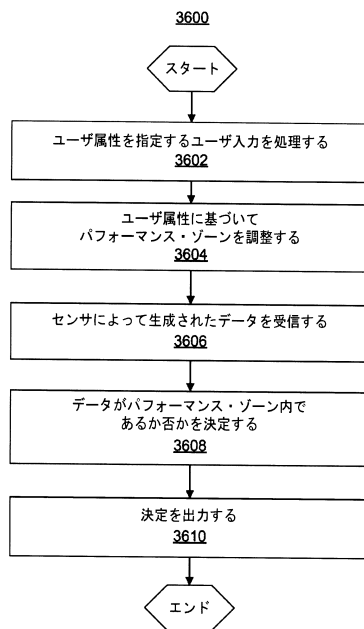 3600
スタート
ユーザ属性を指定するユーザ入力を処理する
3602
ユーザ属性に基づいて
パフォーマンス・ゾーンを調整する
3604
センサによって生成されたデータを受信する
3606
データがパフォーマンス・ゾーン内で
あるか否かを決定する
3608
決定を出力する
3610
エンド